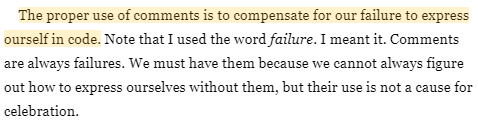 The proper use of comments is to compensate for our failure to express
ourself in code. Note that I used the word failure. I meant it. Comments
are always failures. We must have them because we cannot always figure
out how to express ourselves without them, but their use is not a cause for
celebration.